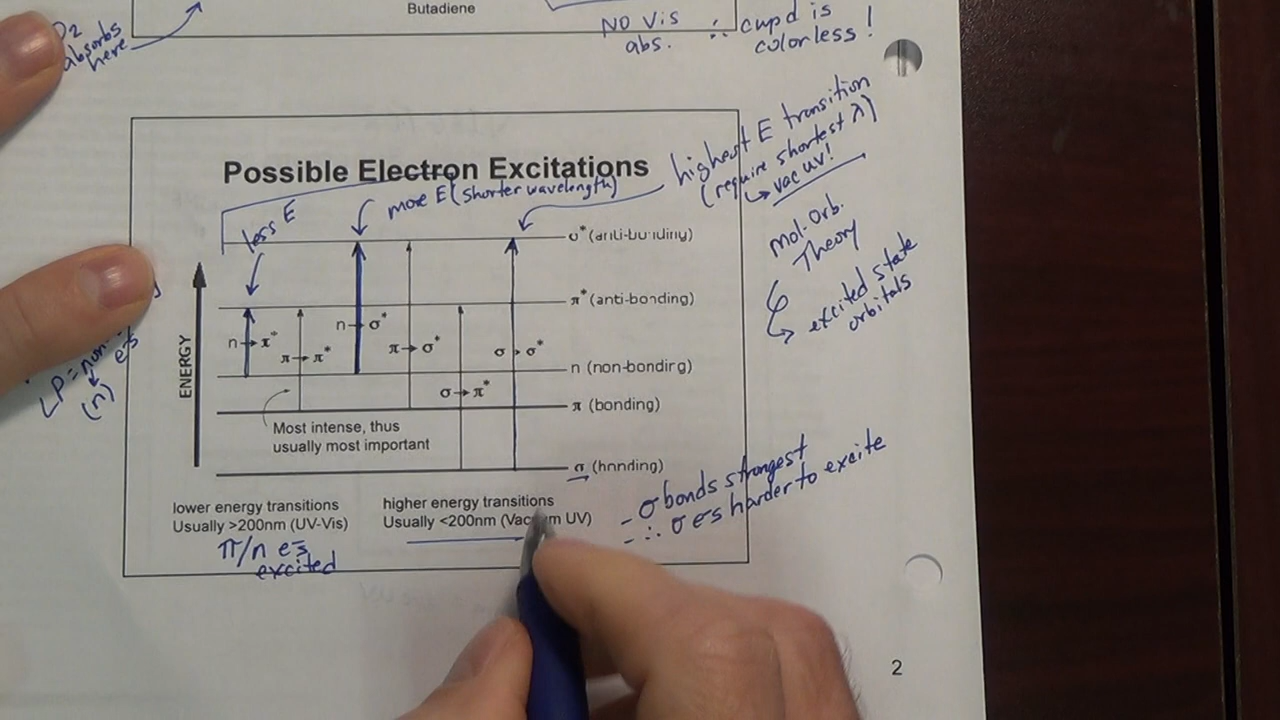 Butadiene
O2
absorbs
here
NO Vis
abs.
∴ cmpd is
colorless!
Possible Electron Excitations
highest E transition
(require shortest λ)
↳ vac uv!
less E
more E (shorter wavelength)
σ* (anti-bonding)
mol. Orb.
Theory
↳ excited state
orbitals
π* (anti-bonding)
n→π*
π→π*
n→σ*
π→σ*
σ→π*
σ→σ*
ENERGY
n (non-bonding)
π (bonding)
LP = non-
e⁻s
(n)
Most intense, thus
usually most important
σ (bonding)
- σ bonds strongest
- ∴ σ e⁻s harder to excite
lower energy transitions
Usually >200nm (UV-Vis)
π/n e⁻s
excited
higher energy transitions
Usually <200nm (Vacuum UV)
2